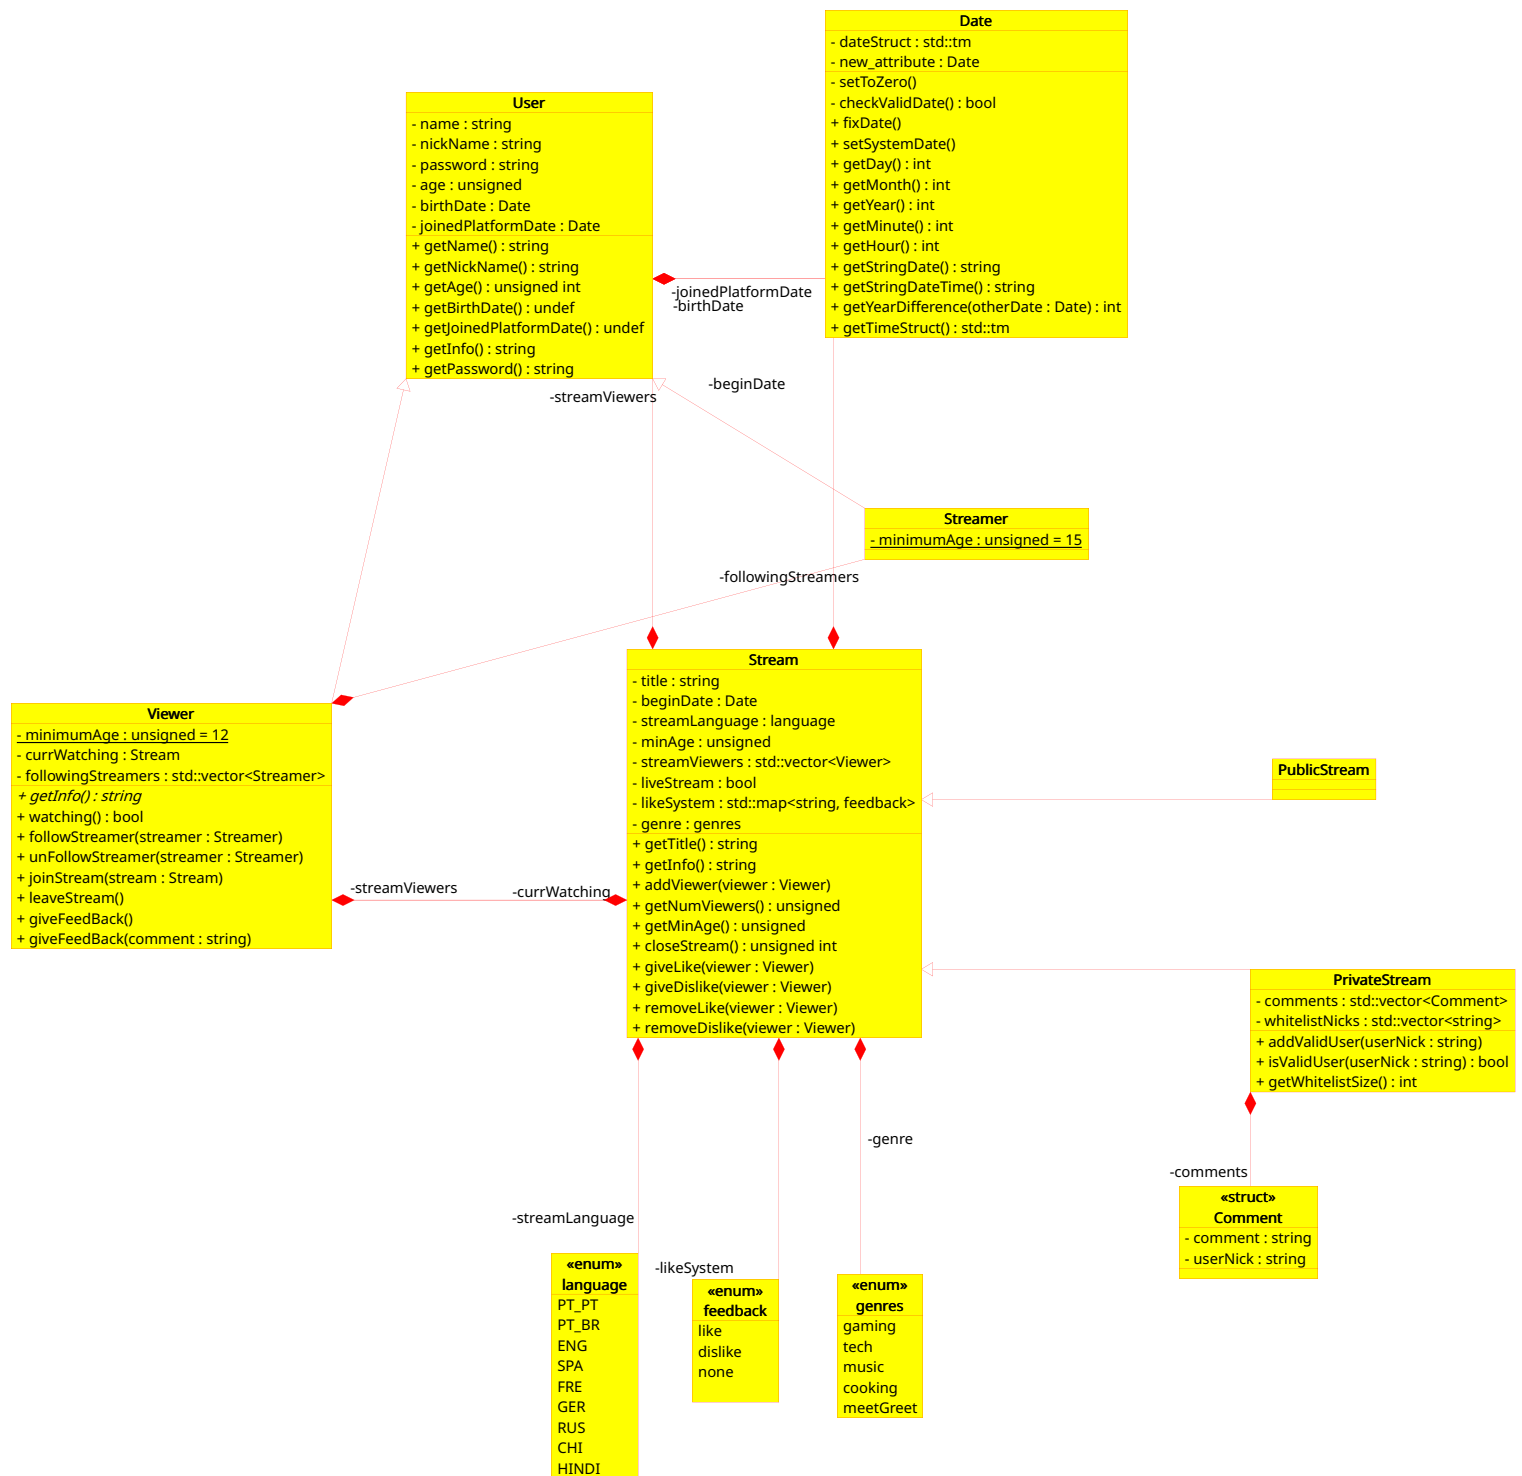 Date
- dateStruct : std::tm
- new_attribute : Date
- setToZero()
- checkValidDate() : bool
+ fixDate()
+ setSystemDate()
+ getDay() : int
+ getMonth() : int
+ getYear() : int
+ getMinute() : int
+ getHour() : int
+ getStringDate() : string
+ getStringDateTime() : string
+ getYearDifference(otherDate : Date) : int
+ getTimeStruct() : std::tm
User
- name : string
- nickName : string
- password : string
- age : unsigned
- birthDate : Date
- joinedPlatformDate : Date
+ getName() : string
+ getNickName() : string
+ getAge() : unsigned int
+ getBirthDate() : undef
+ getJoinedPlatformDate() : undef
+ getInfo() : string
+ getPassword() : string
-joinedPlatformDate
-birthDate
-beginDate
-streamViewers
Streamer
- minimumAge : unsigned = 15
-followingStreamers
Stream
- title : string
- beginDate : Date
- streamLanguage : language
- minAge : unsigned
- streamViewers : std::vector<Viewer>
- liveStream : bool
- likeSystem : std::map<string, feedback>
- genre : genres
+ getTitle() : string
+ getInfo() : string
+ addViewer(viewer : Viewer)
+ getNumViewers() : unsigned
+ getMinAge() : unsigned
+ closeStream() : unsigned int
+ giveLike(viewer : Viewer)
+ giveDislike(viewer : Viewer)
+ removeLike(viewer : Viewer)
+ removeDislike(viewer : Viewer)
Viewer
- minimumAge : unsigned = 12
- currWatching : Stream
- followingStreamers : std::vector<Streamer>
+ getInfo() : string
+ watching() : bool
+ followStreamer(streamer : Streamer)
+ unFollowStreamer(streamer : Streamer)
+ joinStream(stream : Stream)
+ leaveStream()
+ giveFeedBack()
+ giveFeedBack(comment : string)
-streamViewers
-currWatching
PublicStream
PrivateStream
- comments : std::vector<Comment>
- whitelistNicks : std::vector<string>
+ addValidUser(userNick : string)
+ isValidUser(userNick : string) : bool
+ getWhitelistSize() : int
-genre
-comments
«struct»
Comment
- comment : string
- userNick : string
-streamLanguage
-likeSystem
«enum»
language
PT_PT
PT_BR
ENG
SPA
FRE
GER
RUS
CHI
HINDI
«enum»
feedback
like
dislike
none
«enum»
genres
gaming
tech
music
cooking
meetGreet